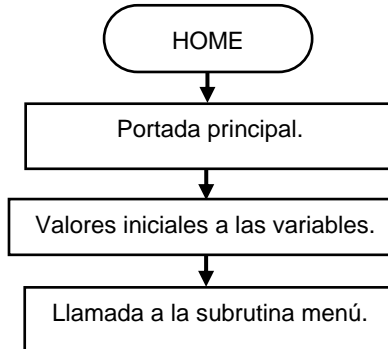 HOME
Portada principal.
Valores iniciales a las variables.
Llamada a la subrutina menú.